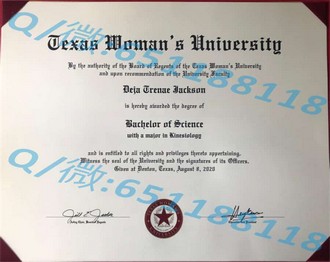 Texas Woman's University
By the authority of the Board of Regents of the Texas Woman's University
and upon recommendation of the University Faculty
Deja Trenae Jackson
is hereby awarded the degree of
Bachelor of Science
with a major in Kinesiology
and is entitled to all rights and privileges thereto appertaining.
Witness the seal of the University and the signatures of its Officers.
Given at Denton, Texas, August 8, 2020
Q/微:651188118
Q/微:651188118